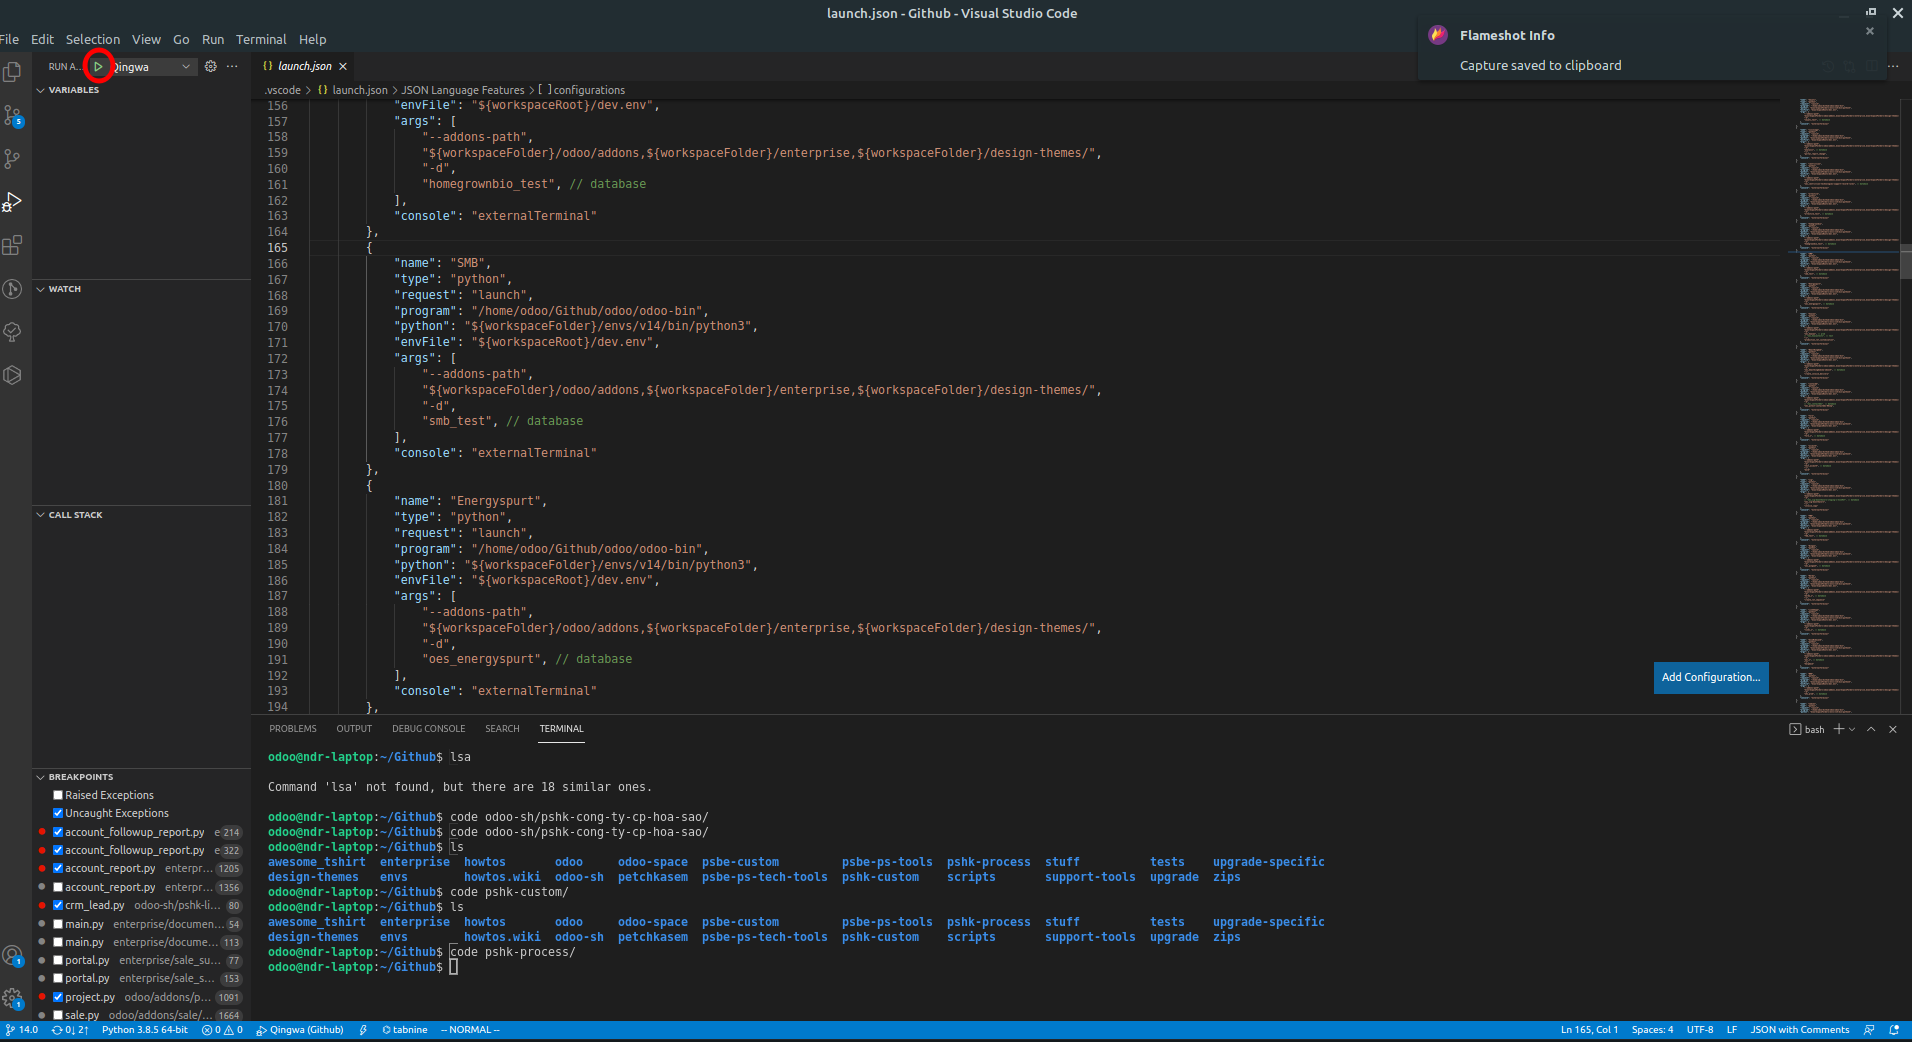 launch.json - Github - Visual Studio Code
File Edit Selection View Go Run Terminal Help
Flameshot Info
Capture saved to clipboard
RUN A... Qingwa
launch.json
.vscode > {} launch.json > JSON Language Features > [ ] configurations
VARIABLES
WATCH
CALL STACK
156 "envFile": "${workspaceRoot}/dev.env",
157 "args": [
158 "--addons-path",
159 "${workspaceFolder}/odoo/addons,${workspaceFolder}/enterprise,${workspaceFolder}/design-themes/",
160 "-d",
161 "homegrownbio_test", // database
162 ],
163 "console": "externalTerminal"
164 },
165 {
166 "name": "SMB",
167 "type": "python",
168 "request": "launch",
169 "program": "/home/odoo/Github/odoo/odoo-bin",
170 "python": "${workspaceFolder}/envs/v14/bin/python3",
171 "envFile": "${workspaceRoot}/dev.env",
172 "args": [
173 "--addons-path",
174 "${workspaceFolder}/odoo/addons,${workspaceFolder}/enterprise,${workspaceFolder}/design-themes/",
175 "-d",
176 "smb_test", // database
177 ],
178 "console": "externalTerminal"
179 },
180 {
181 "name": "Energyspurt",
182 "type": "python",
183 "request": "launch",
184 "program": "/home/odoo/Github/odoo/odoo-bin",
185 "python": "${workspaceFolder}/envs/v14/bin/python3",
186 "envFile": "${workspaceRoot}/dev.env",
187 "args": [
188 "--addons-path",
189 "${workspaceFolder}/odoo/addons,${workspaceFolder}/enterprise,${workspaceFolder}/design-themes/",
190 "-d",
191 "oes_energyspurt", // database
192 ],
193 "console": "externalTerminal"
194 },
Add Configuration...
PROBLEMS OUTPUT DEBUG CONSOLE SEARCH TERMINAL
bash
odoo@ndr-laptop:~/Github$ lsa
Command 'lsa' not found, but there are 18 similar ones.
odoo@ndr-laptop:~/Github$ code odoo-sh/pshk-cong-ty-cp-hoa-sao/
odoo@ndr-laptop:~/Github$ code odoo-sh/pshk-cong-ty-cp-hoa-sao/
odoo@ndr-laptop:~/Github$ ls
awesome_tshirt enterprise howtos odoo odoo-space psbe-custom psbe-ps-tools pshk-process stuff tests upgrade-specific
design-themes envs howtos.wiki odoo-sh petchkasem psbe-ps-tech-tools pshk-custom scripts support-tools upgrade zips
odoo@ndr-laptop:~/Github$ code pshk-custom/
odoo@ndr-laptop:~/Github$ ls
awesome_tshirt enterprise howtos odoo odoo-space psbe-custom psbe-ps-tools pshk-process stuff tests upgrade-specific
design-themes envs howtos.wiki odoo-sh petchkasem psbe-ps-tech-tools pshk-custom scripts support-tools upgrade zips
odoo@ndr-laptop:~/Github$ code pshk-process/
odoo@ndr-laptop:~/Github$
BREAKPOINTS
Raised Exceptions
Uncaught Exceptions
account_followup_report.py e 214
account_followup_report.py e 322
account_report.py enterpr... 1205
account_report.py enterpr... 1356
crm_lead.py odoo-sh/pshk-li... 80
main.py enterprise/documen... 54
main.py enterprise/docume... 113
portal.py enterprise/sale_su... 77
portal.py enterprise/sale_s... 153
project.py odoo/addons/p... 1091
sale.py odoo/addons/sale/... 1664
5
1
1
14.0 0↓ 2↑ Python 3.8.5 64-bit 0 0 Qingwa (Github) tabnine -- NORMAL -- Ln 165, Col 1 Spaces: 4 UTF-8 LF JSON with Comments